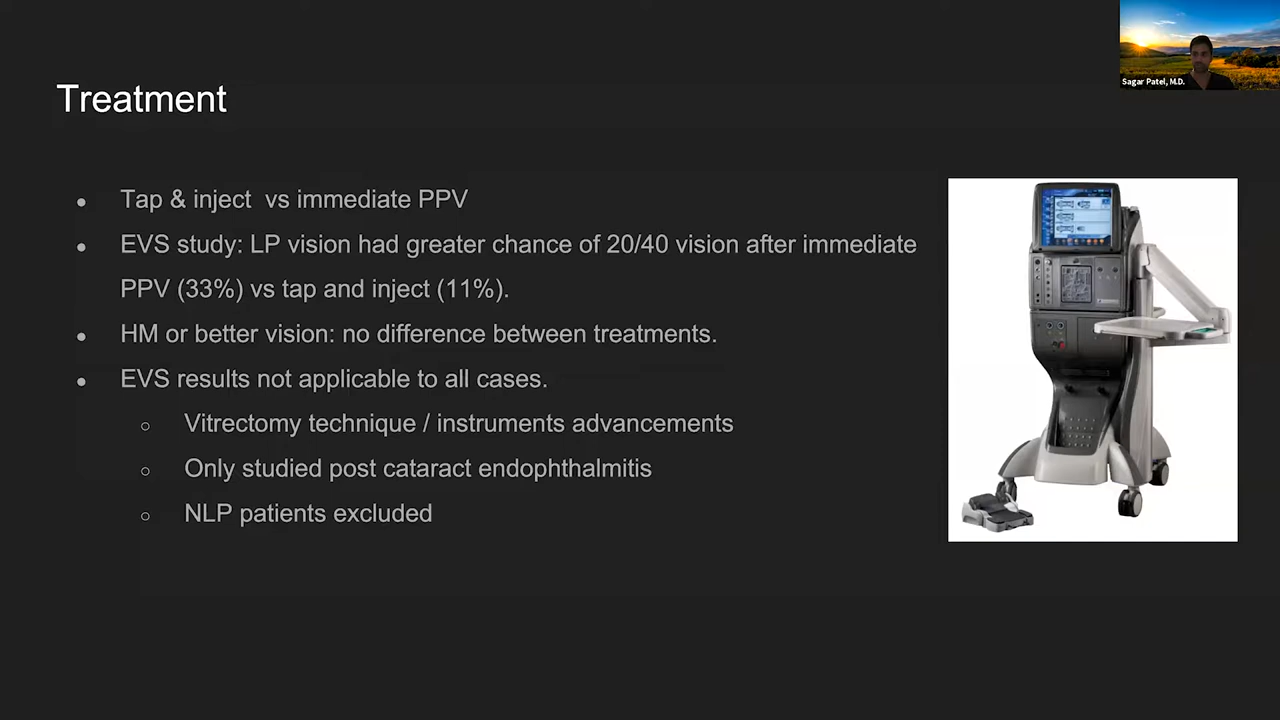 Sagar Patel, M.D.
Treatment
● Tap & inject  vs immediate PPV
● EVS study: LP vision had greater chance of 20/40 vision after immediate
PPV (33%) vs tap and inject (11%).
● HM or better vision: no difference between treatments.
● EVS results not applicable to all cases.
○ Vitrectomy technique / instruments advancements
○ Only studied post cataract endophthalmitis
○ NLP patients excluded